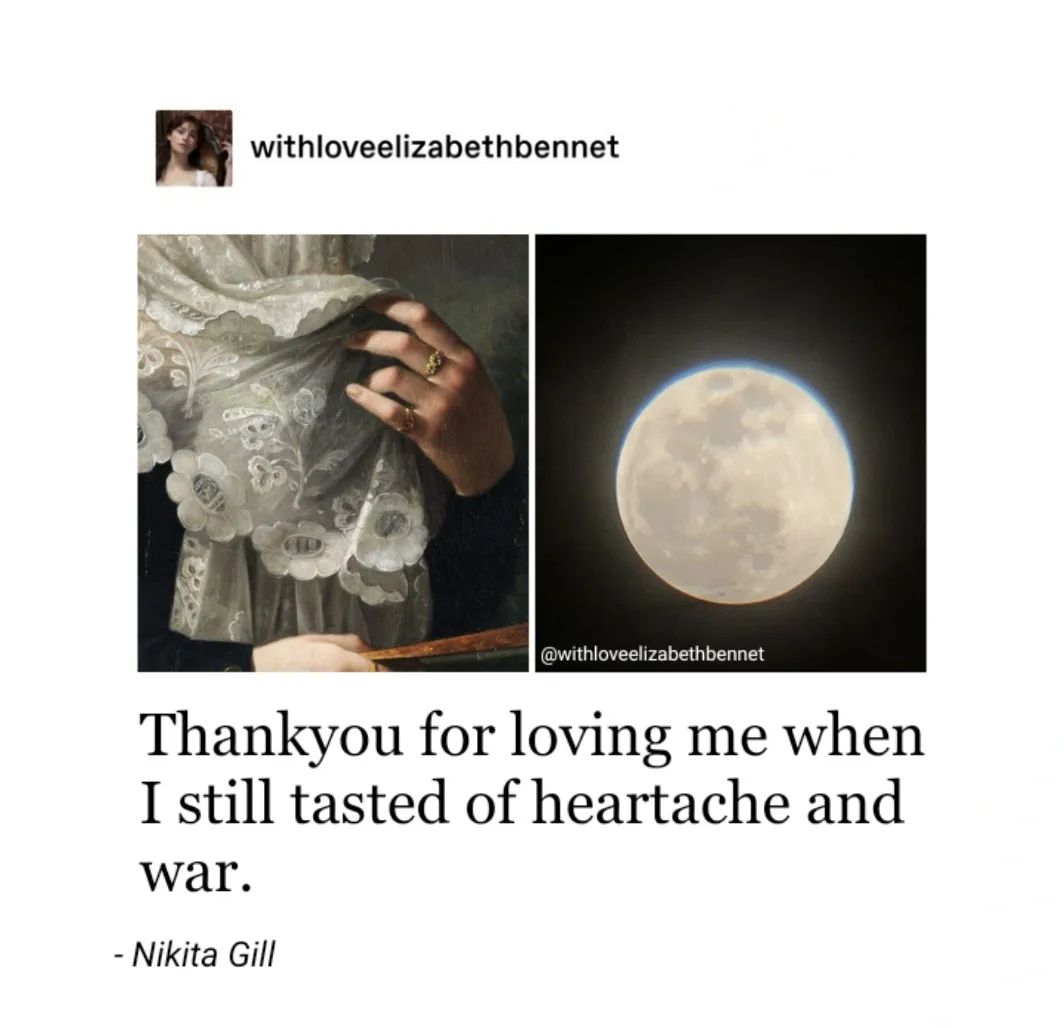 withloveelizabethbennet
@withloveelizabethbennet
Thankyou for loving me when
I still tasted of heartache and
war.
- Nikita Gill